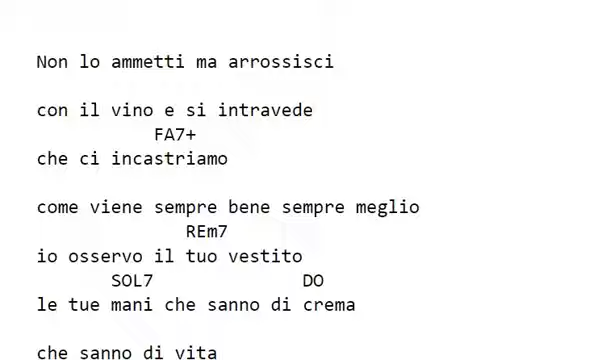 Non lo ammetti ma arrossisci
con il vino e si intravede
FA7+
che ci incastriamo
come viene sempre bene sempre meglio
REm7
io osservo il tuo vestito
SOL7 DO
le tue mani che sanno di crema
che sanno di vita